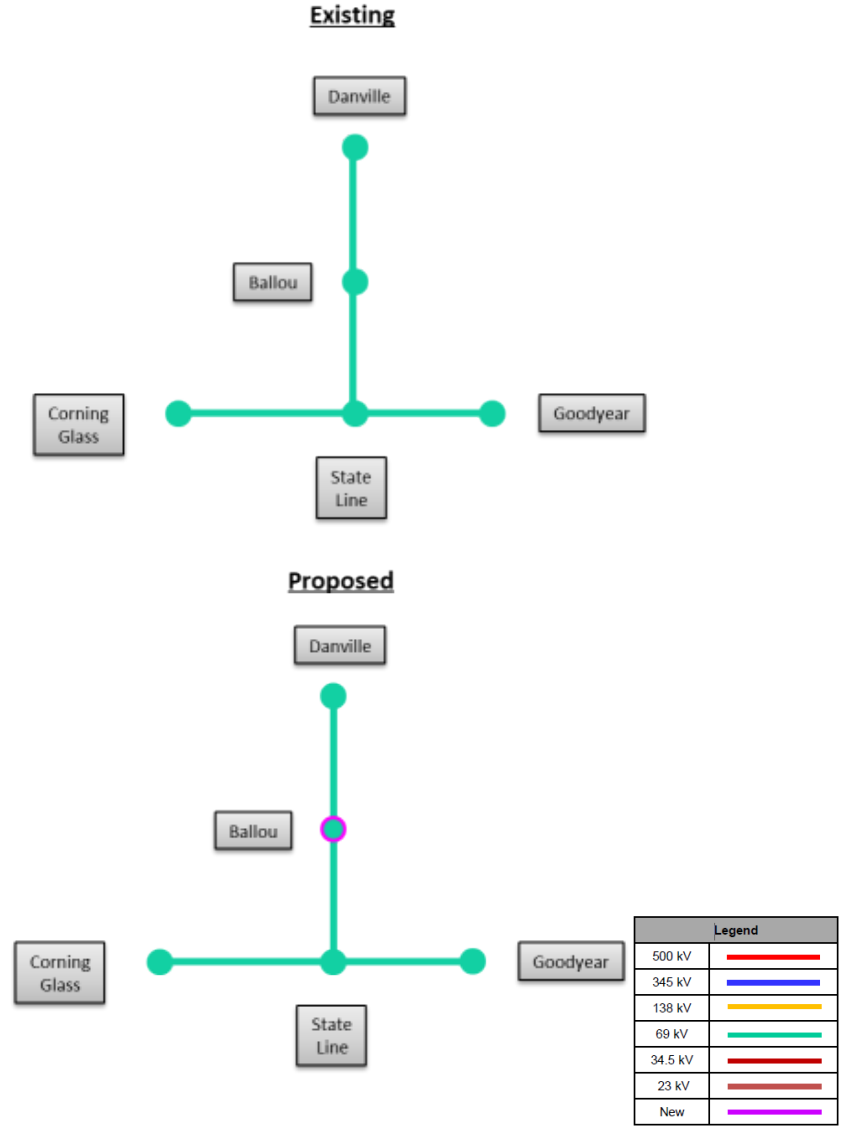 Existing
Danville
Ballou
Corning
Glass
Goodyear
State
Line
Proposed
Danville
Ballou
Corning
Glass
Goodyear
State
Line
Legend
500 kV
345 kV
138 kV
69 kV
34.5 kV
23 kV
New